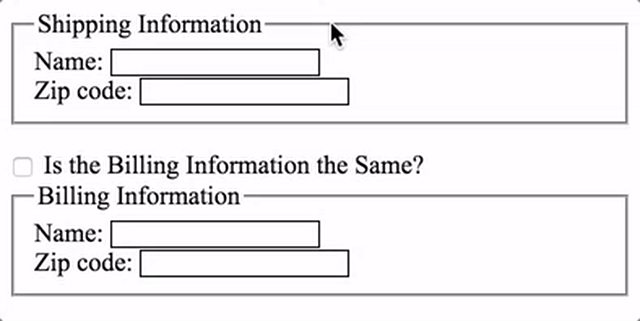 Shipping Information
Name:
Zip code:
Is the Billing Information the Same?
Billing Information
Name:
Zip code: